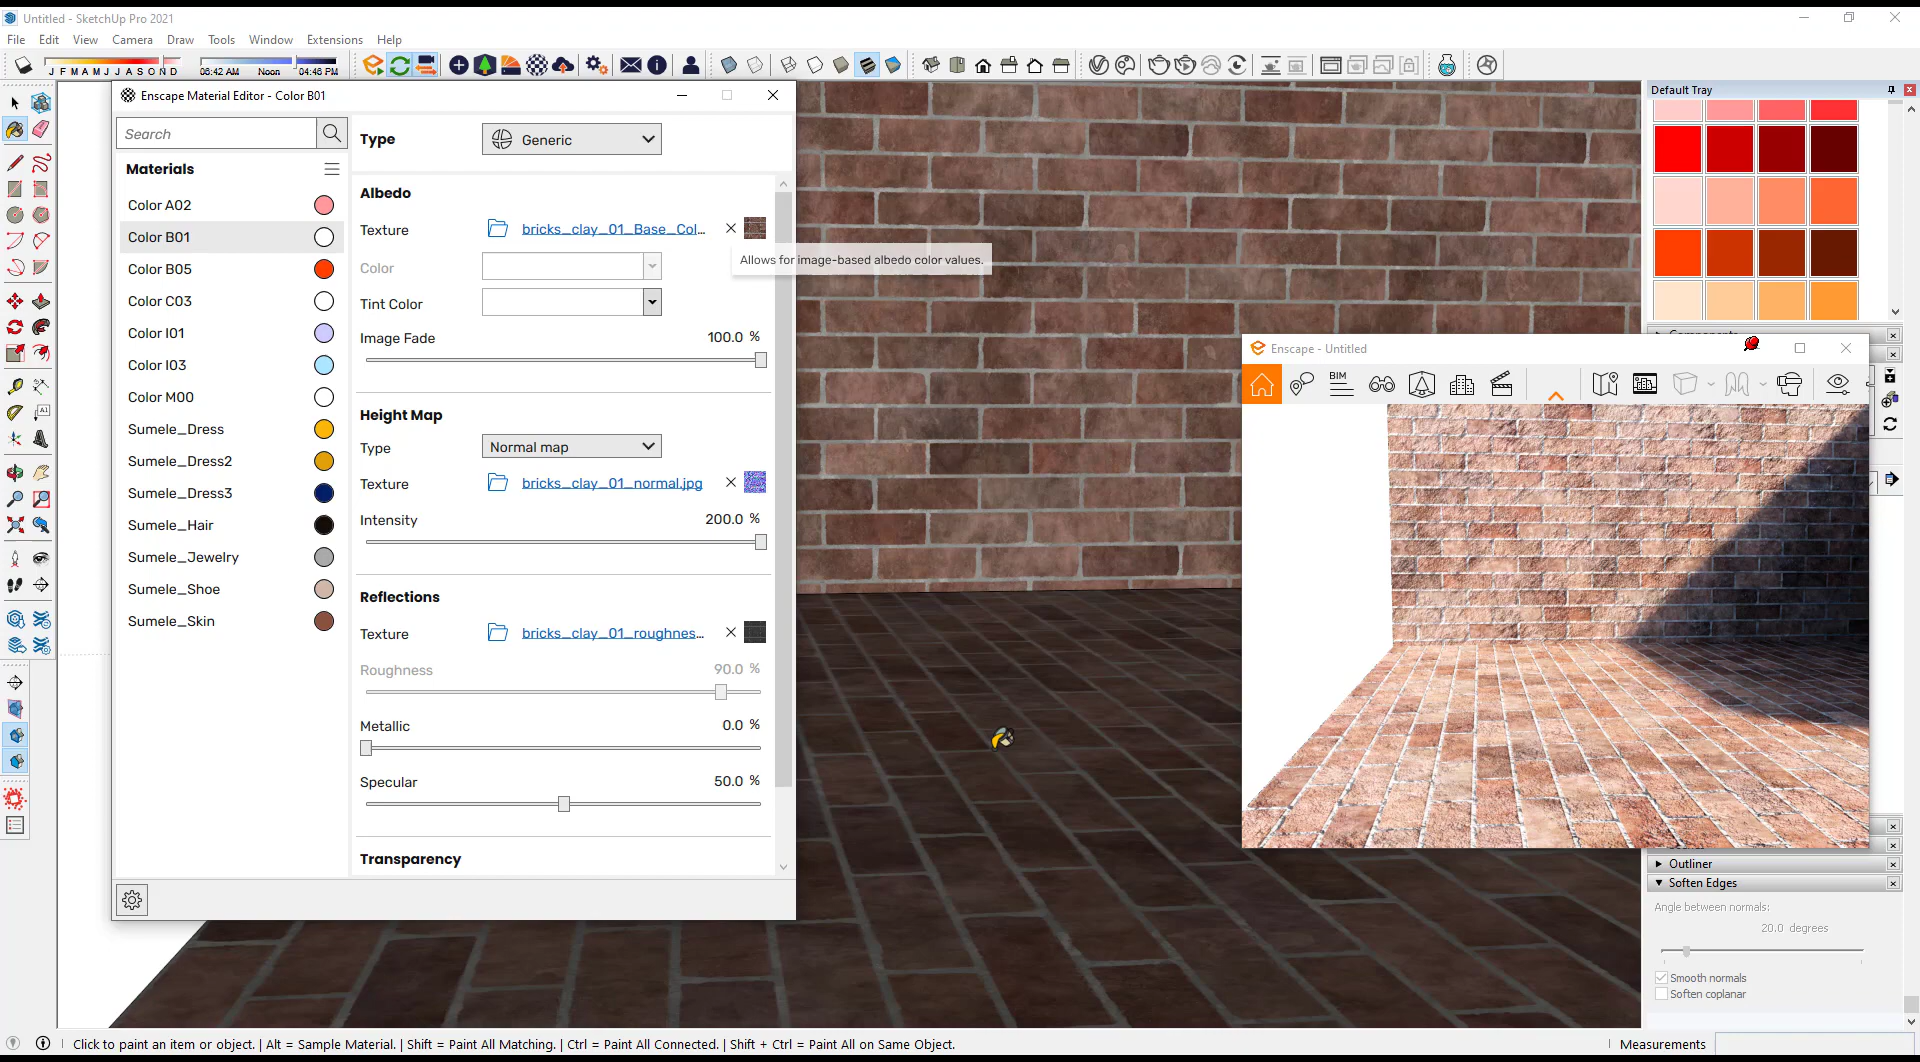 Untitled - SketchUp Pro 2021
File Edit View Camera Draw Tools Window Extensions Help
J F M A M J J A S O N D
06:42 AM Noon 04:46 PM
Enscape Material Editor - Color B01
Search
Materials
Color A02
Color B01
Color B05
Color C03
Color I01
Color I03
Color M00
Sumele_Dress
Sumele_Dress2
Sumele_Dress3
Sumele_Hair
Sumele_Jewelry
Sumele_Shoe
Sumele_Skin
Type Generic
Albedo
Texture bricks_clay_01_Base_Col...
Allows for image-based albedo color values.
Color
Tint Color
Image Fade 100.0 %
Height Map
Type Normal map
Texture bricks_clay_01_normal.jpg
Intensity 200.0 %
Reflections
Texture bricks_clay_01_roughnes...
Roughness 90.0 %
Metallic 0.0 %
Specular 50.0 %
Transparency
Default Tray
Enscape - Untitled
BIM
Outliner
Soften Edges
Angle between normals:
20.0 degrees
Smooth normals
Soften coplanar
Click to paint an item or object. | Alt = Sample Material. | Shift = Paint All Matching. | Ctrl = Paint All Connected. | Shift + Ctrl = Paint All on Same Object.
Measurements